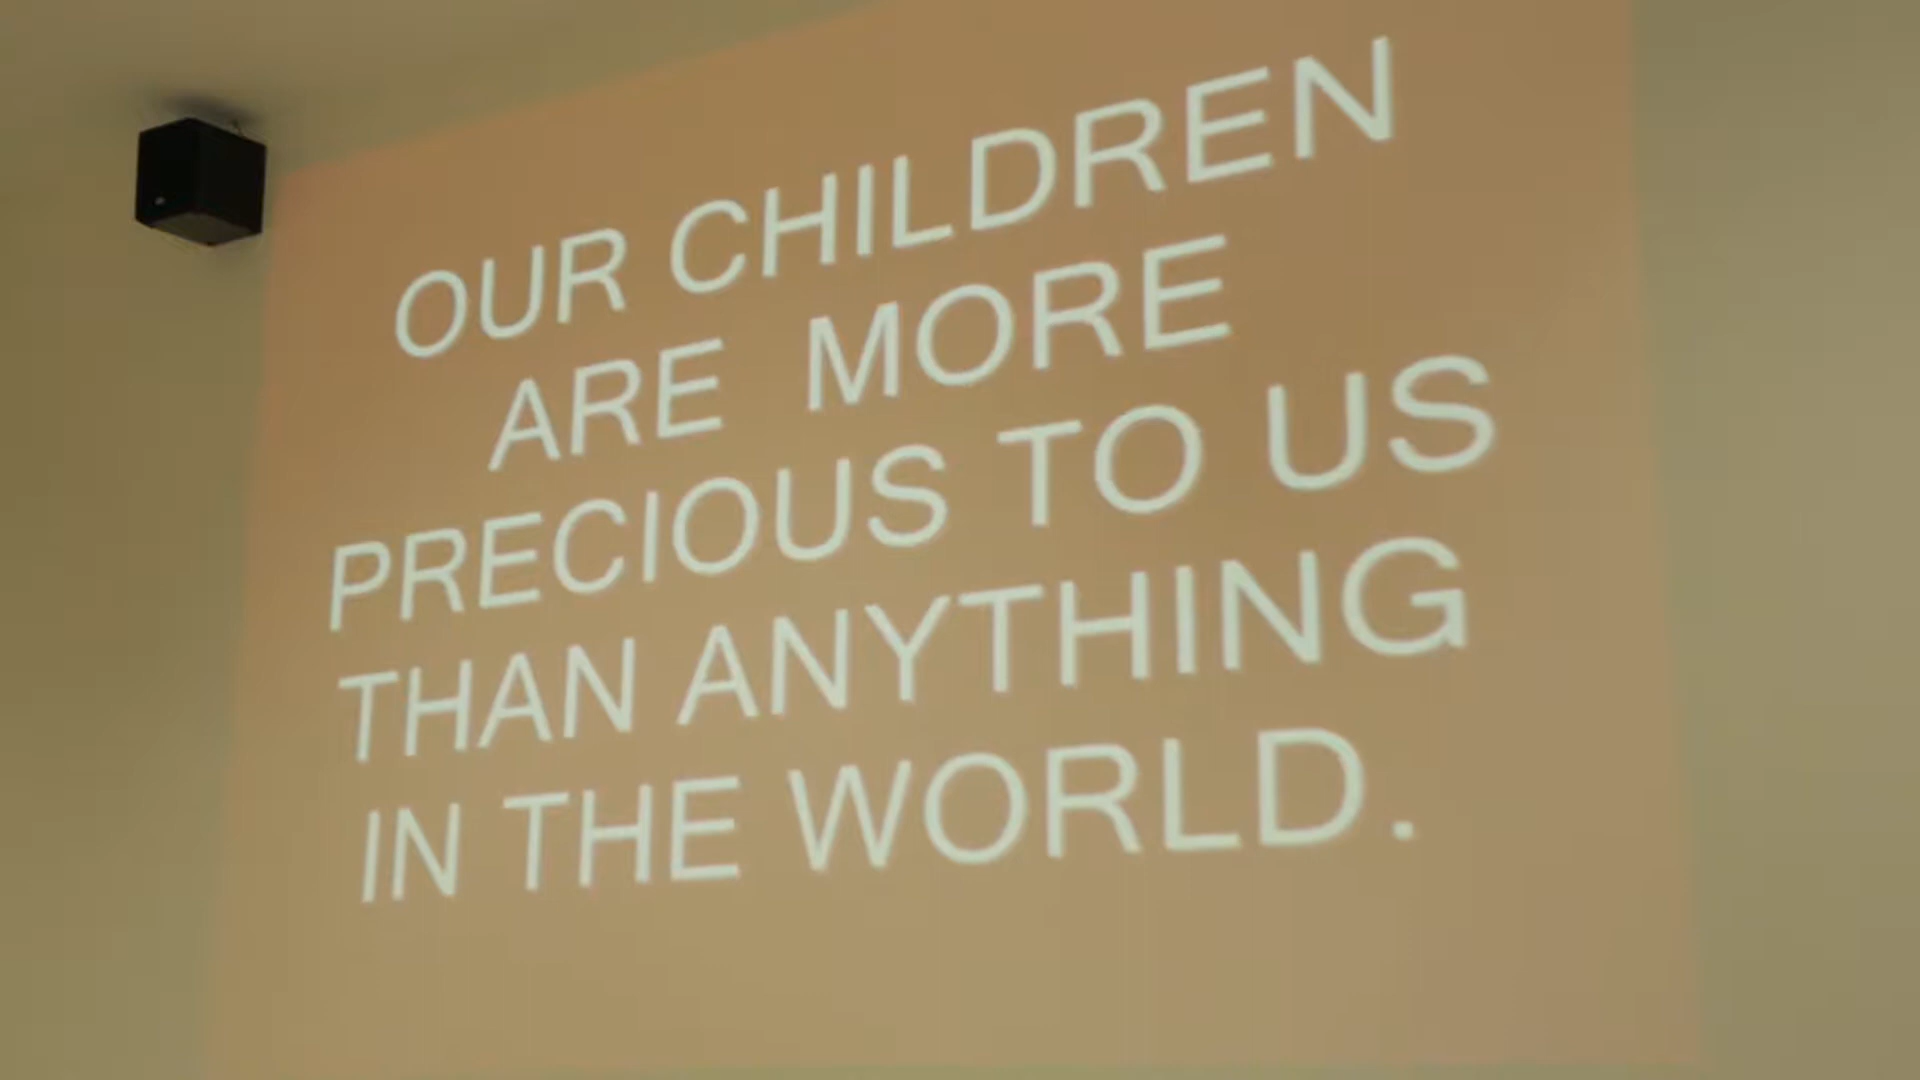 OUR CHILDREN
ARE MORE
PRECIOUS TO US
THAN ANYTHING
IN THE WORLD.